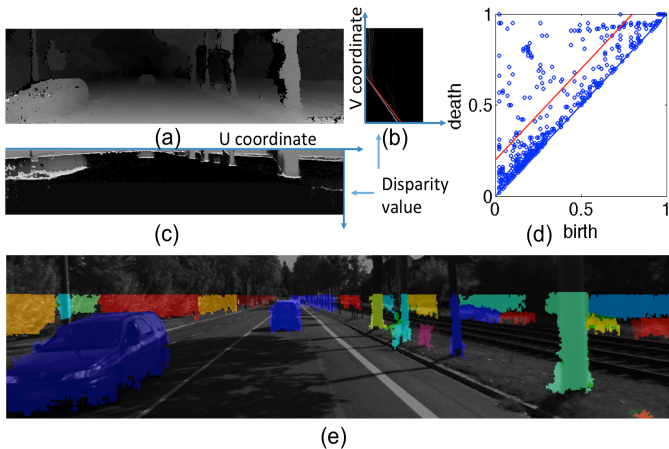 V coordinate
(a)
(b)
U coordinate
Disparity
value
(c)
1
0.5
0
death
0
0.5
1
birth
(d)
(e)